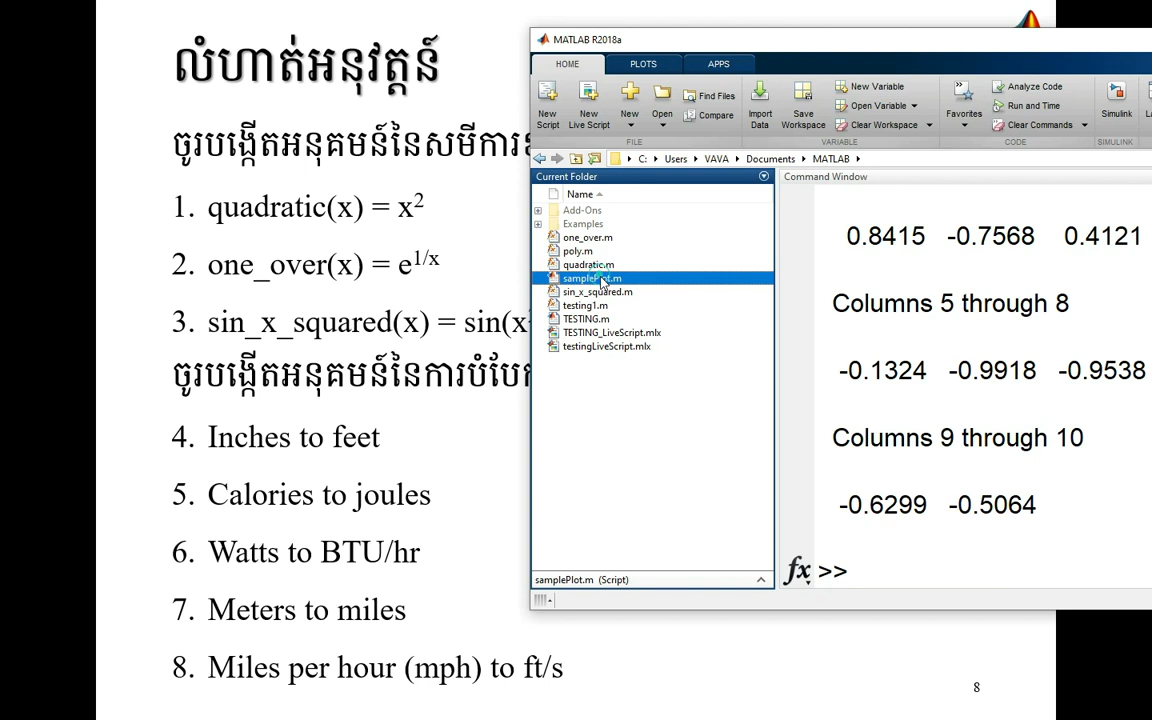 លំហាត់អនុវត្តន៍
ចូរបង្កើតអនុគមន៍នៃសមីការខ
1. quadratic(x) = x²
2. one_over(x) = e^1/x
3. sin_x_squared(x) = sin(x
ចូរបង្កើតអនុគមន៍នៃការបំបែក
4. Inches to feet
5. Calories to joules
6. Watts to BTU/hr
7. Meters to miles
8. Miles per hour (mph) to ft/s
8
MATLAB R2018a
HOME PLOTS APPS
New Script
New Live Script
New
Open
Find Files
Compare
FILE
Import Data
Save Workspace
New Variable
Open Variable
Clear Workspace
VARIABLE
Favorites
Analyze Code
Run and Time
Clear Commands
CODE
Simulink
SIMULINK
C: Users VAVA Documents MATLAB
Current Folder
Name
Add-Ons
Examples
one_over.m
poly.m
quadratic.m
samplePlot.m
sin_x_squared.m
testing1.m
TESTING.m
TESTING_LiveScript.mlx
testingLiveScript.mlx
samplePlot.m (Script)
Command Window
0.8415 -0.7568 0.4121
Columns 5 through 8
-0.1324 -0.9918 -0.9538
Columns 9 through 10
-0.6299 -0.5064
fx >>